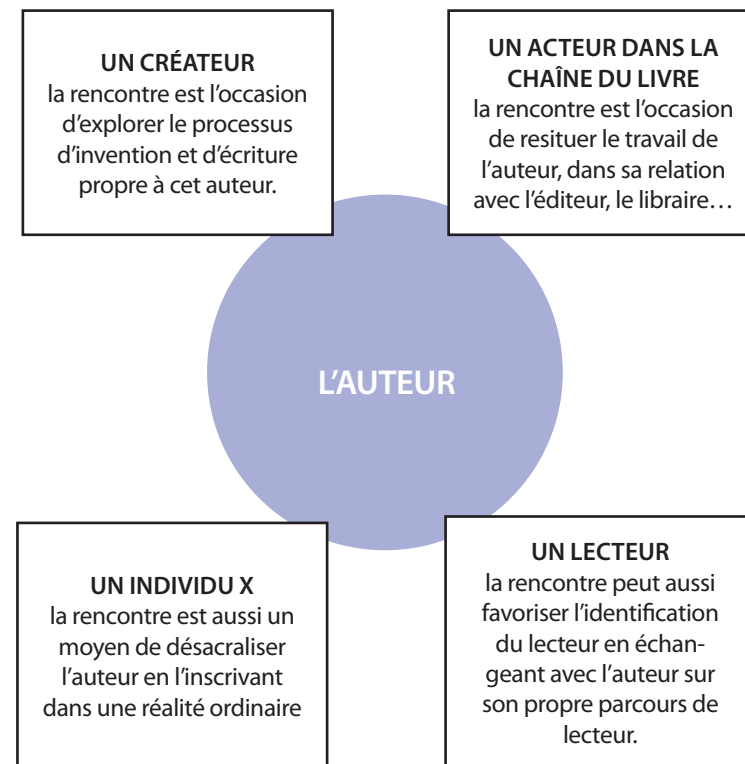 UN CRÉATEUR
la rencontre est l’occasion
d’explorer le processus
d’invention et d’écriture
propre à cet auteur.
UN ACTEUR DANS LA
CHAÎNE DU LIVRE
la rencontre est l’occasion
de resituer le travail de
l’auteur, dans sa relation
avec l’éditeur, le libraire…
L’AUTEUR
UN INDIVIDU X
la rencontre est aussi un
moyen de désacraliser
l’auteur en l’inscrivant
dans une réalité ordinaire
UN LECTEUR
la rencontre peut aussi
favoriser l’identification
du lecteur en échan-
geant avec l’auteur sur
son propre parcours de
lecteur.